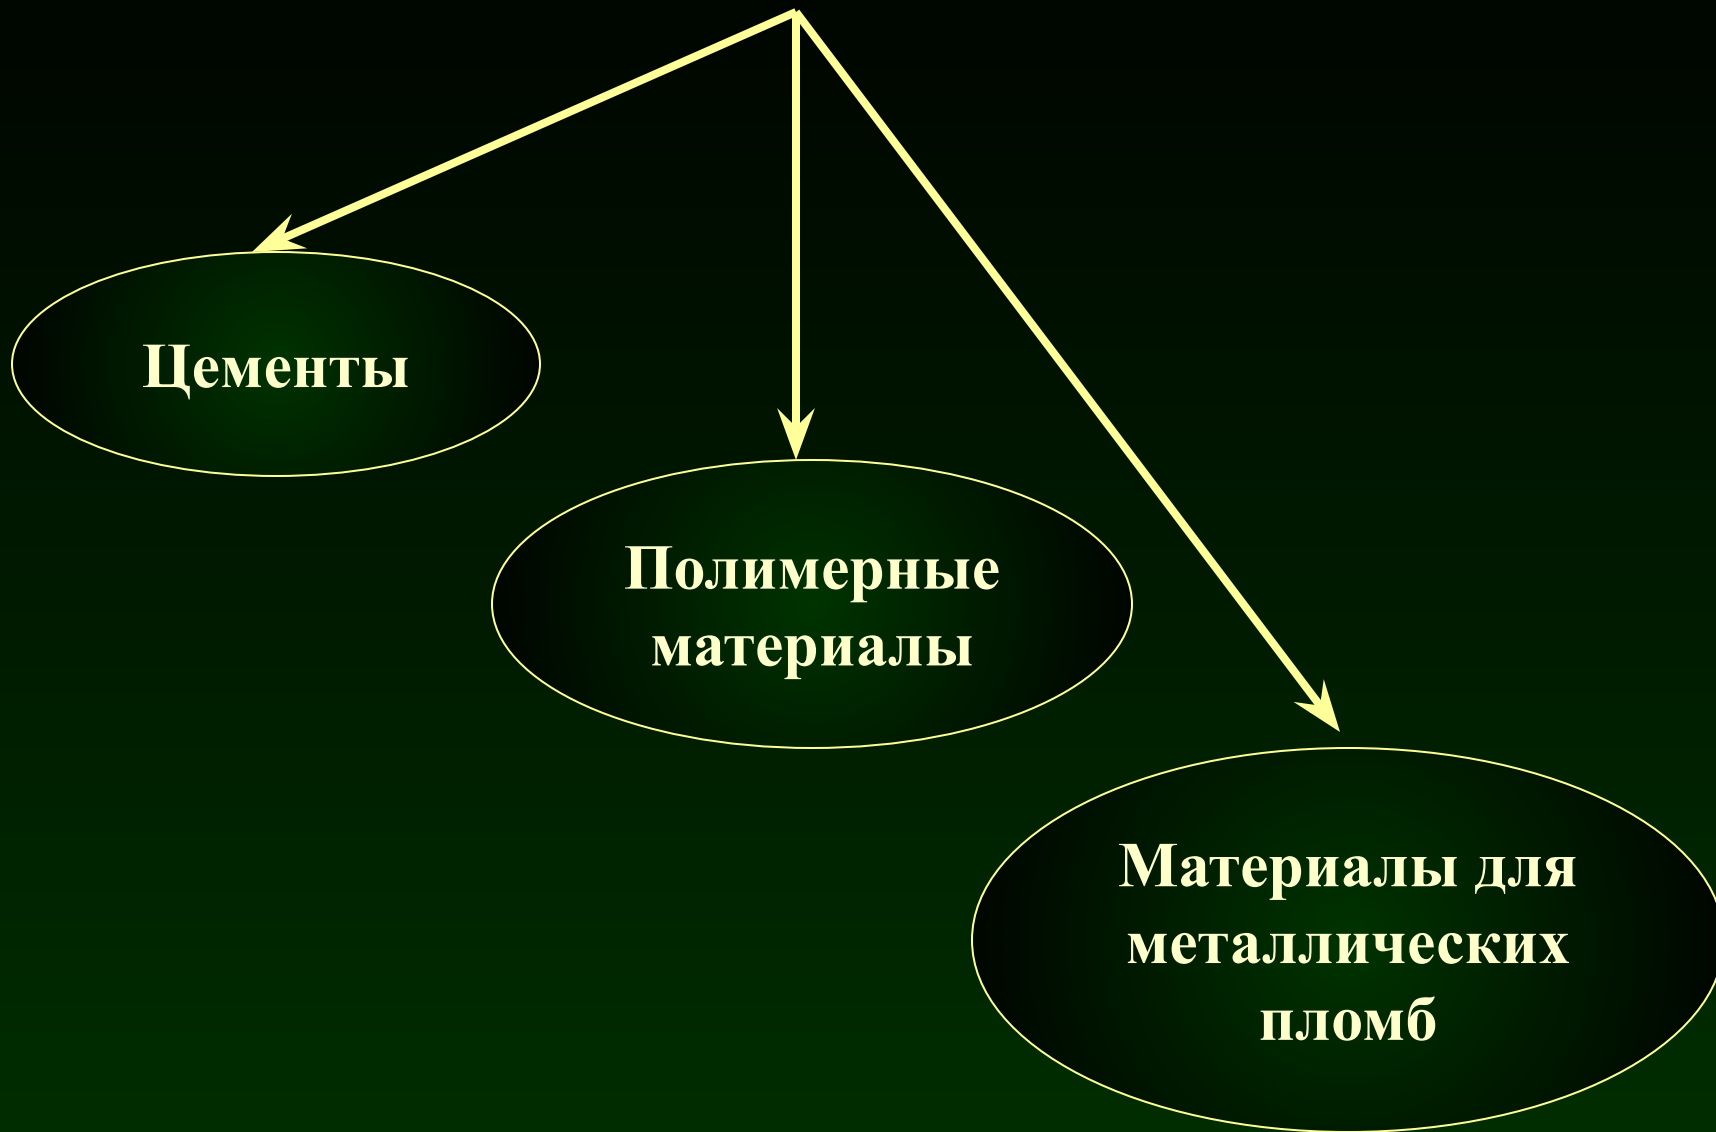 Цементы
Полимерные
материалы
Материалы для
металлических
пломб